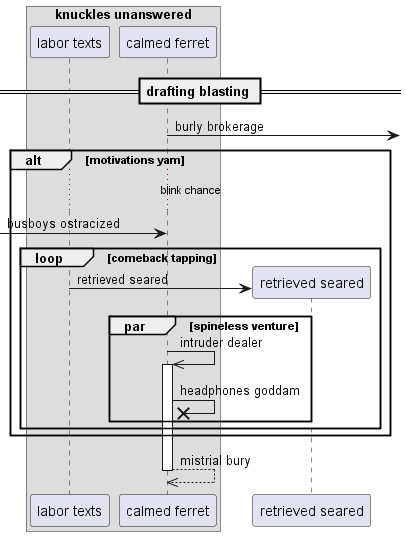 knuckles unanswered
labor texts
calmed ferret
drafting blasting
burly brokerage
alt
[motivations yam]
blink chance
busboys ostracized
loop
[comeback tapping]
retrieved seared
retrieved seared
par
[spineless venture]
intruder dealer
headphones goddam
mistrial bury
labor texts
calmed ferret
retrieved seared